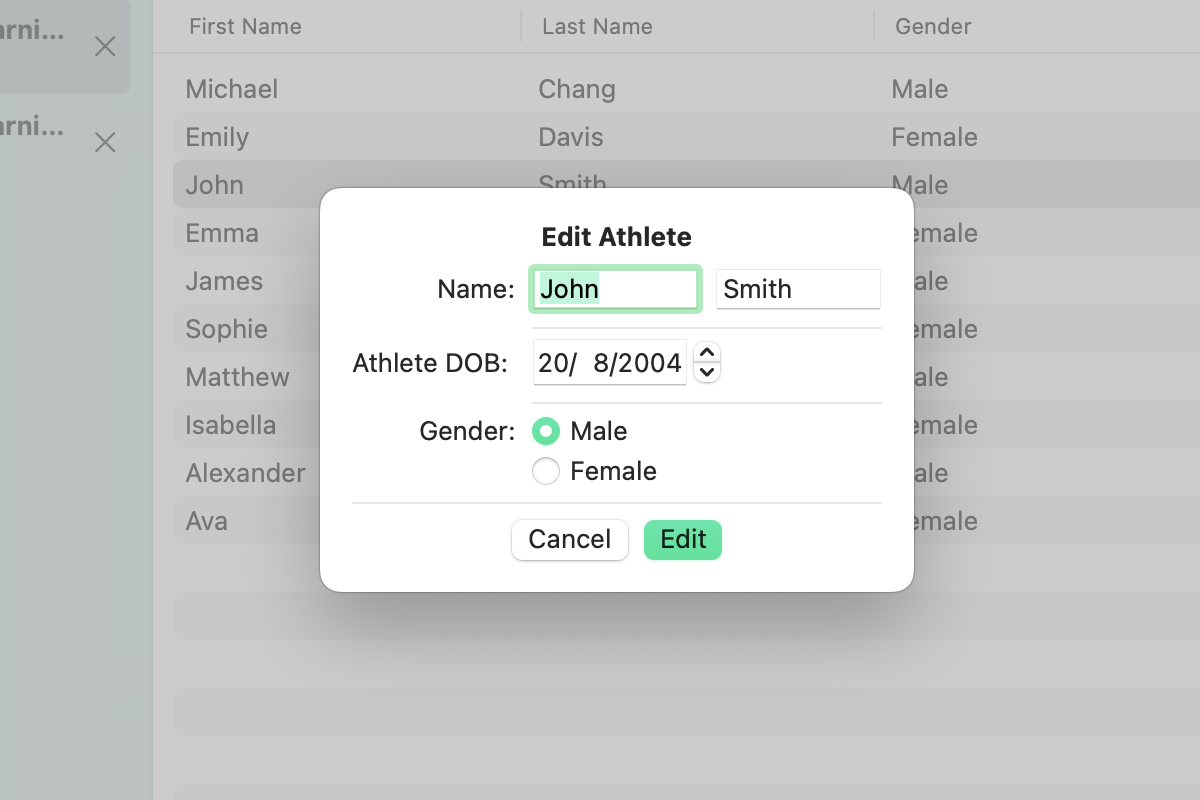 arni...
First Name Last Name Gender
Michael Chang Male
arni...
Emily Davis Female
John Smith Male
Emma emale
James ale
Sophie emale
Matthew ale
Isabella emale
Alexander ale
Ava emale
Edit Athlete
Name: John Smith
Athlete DOB: 20/ 8/2004
Gender: Male
Female
Cancel Edit